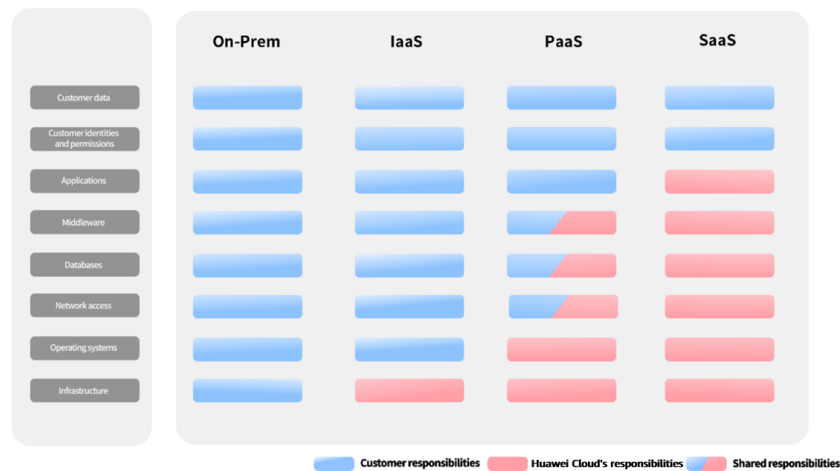 On-Prem IaaS PaaS SaaS
Customer data
Customer identities
and permissions
Applications
Middleware
Databases
Network access
Operating systems
Infrastructure
Customer responsibilities Huawei Cloud's responsibilities Shared responsibilities